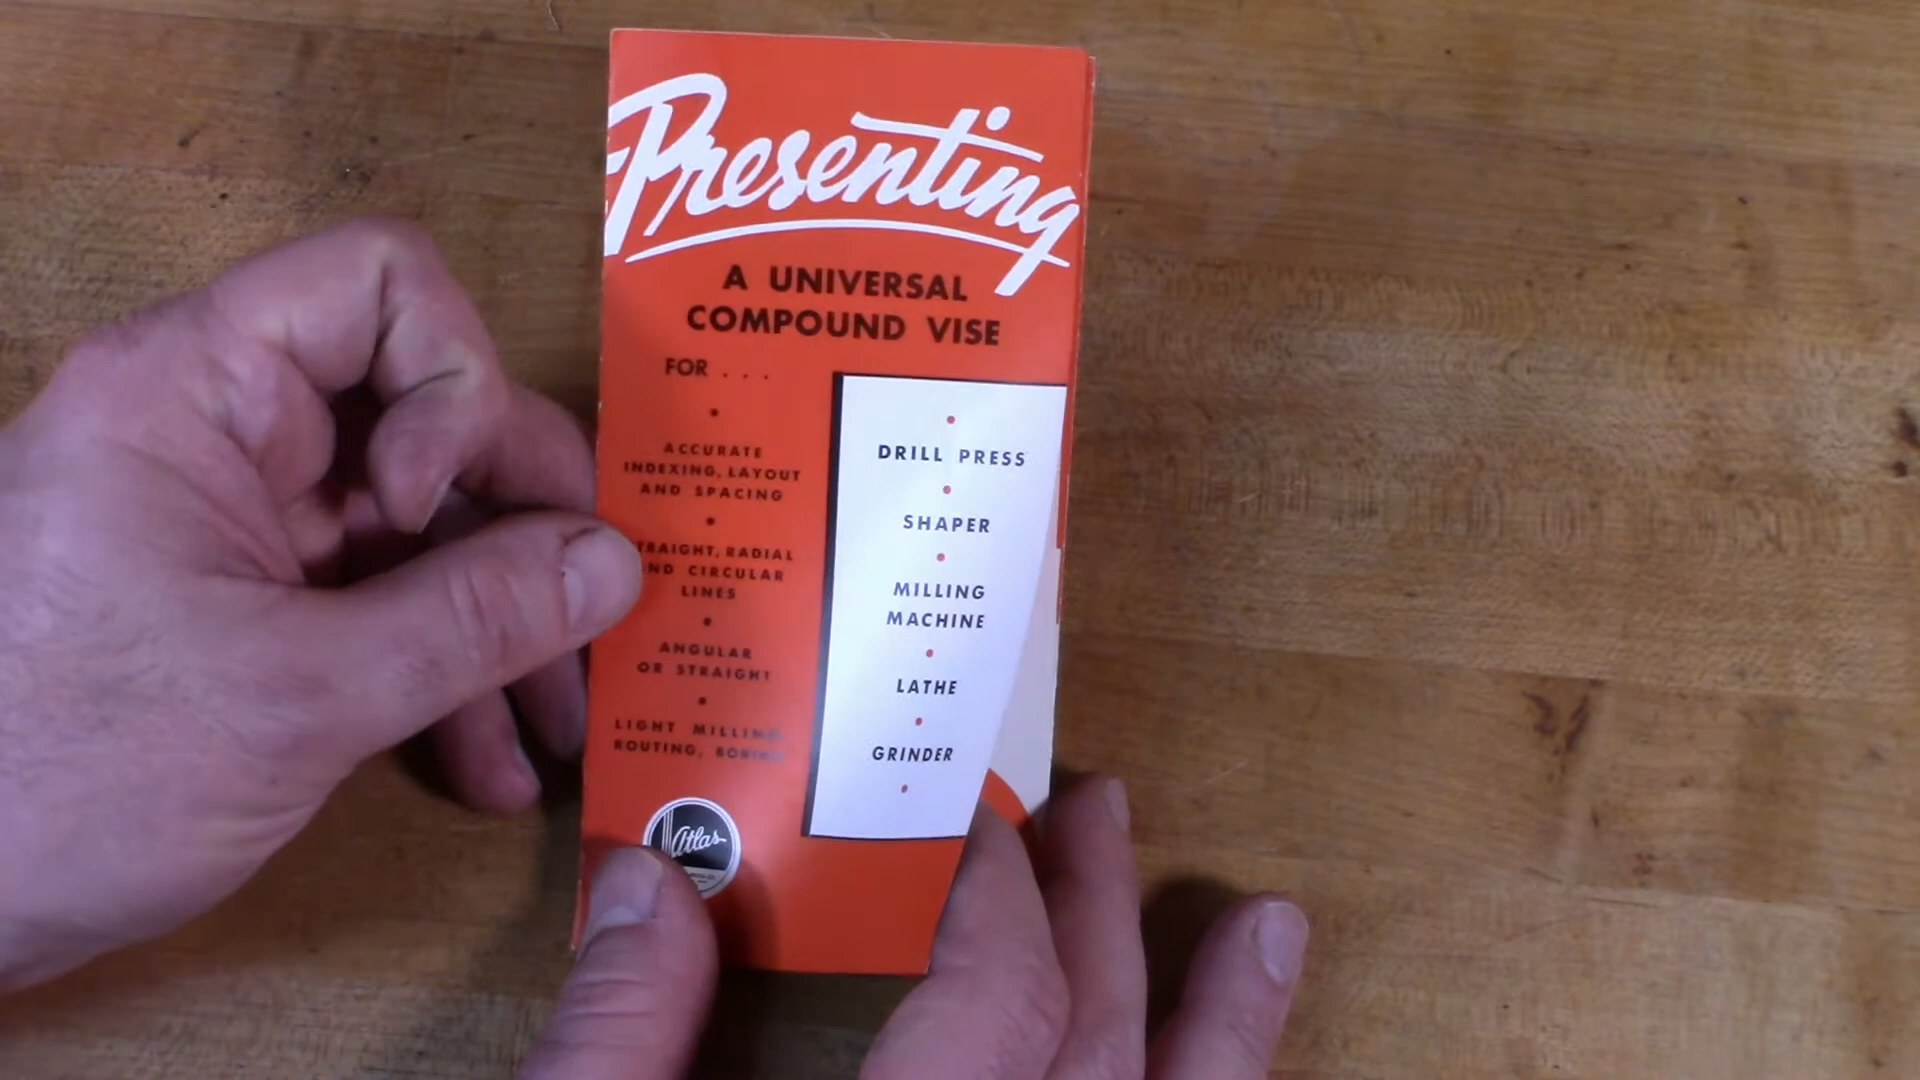 Presenting
A UNIVERSAL
COMPOUND VISE
FOR . . .
ACCURATE
INDEXING, LAYOUT
AND SPACING
RADIAL
CIRCULAR
LINES
ANGULAR
OR STRAIGHT
LIGHT
ROUTING,
DRILL PRESS
SHAPER
MILLING
MACHINE
LATHE
GRINDER
Atlas